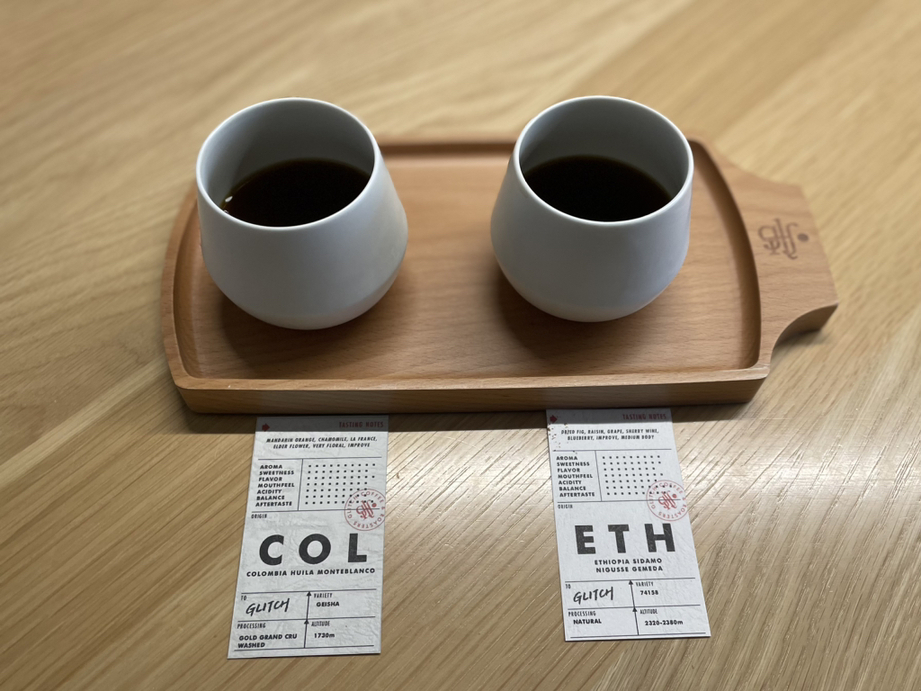 TASTING NOTES
MANDARIN ORANGE, CHAMOMILE, LA FRANCE,
ELDER FLOWER, VERY FLORAL, IMPROVE
AROMA
SWEETNESS
FLAVOR
MOUTHFEEL
ACIDITY
BALANCE
AFTERTASTE
ORIGIN
COL
COLOMBIA HUILA MONTEBLANCO
TO
GLITCH
VARIETY
GEISHA
PROCESSING
GOLD GRAND CRU
WASHED
ALTITUDE
1730m
TASTING NOTES
DRIED FIG, RAISIN, GRAPE, SHERRY WINE,
BLUEBERRY, IMPROVE, MEDIUM BODY
AROMA
SWEETNESS
FLAVOR
MOUTHFEEL
ACIDITY
BALANCE
AFTERTASTE
ORIGIN
ETH
ETHIOPIA SIDAMO
NIGUSSE GEMEDA
TO
GLITCH
VARIETY
74158
PROCESSING
NATURAL
ALTITUDE
2320-2380m